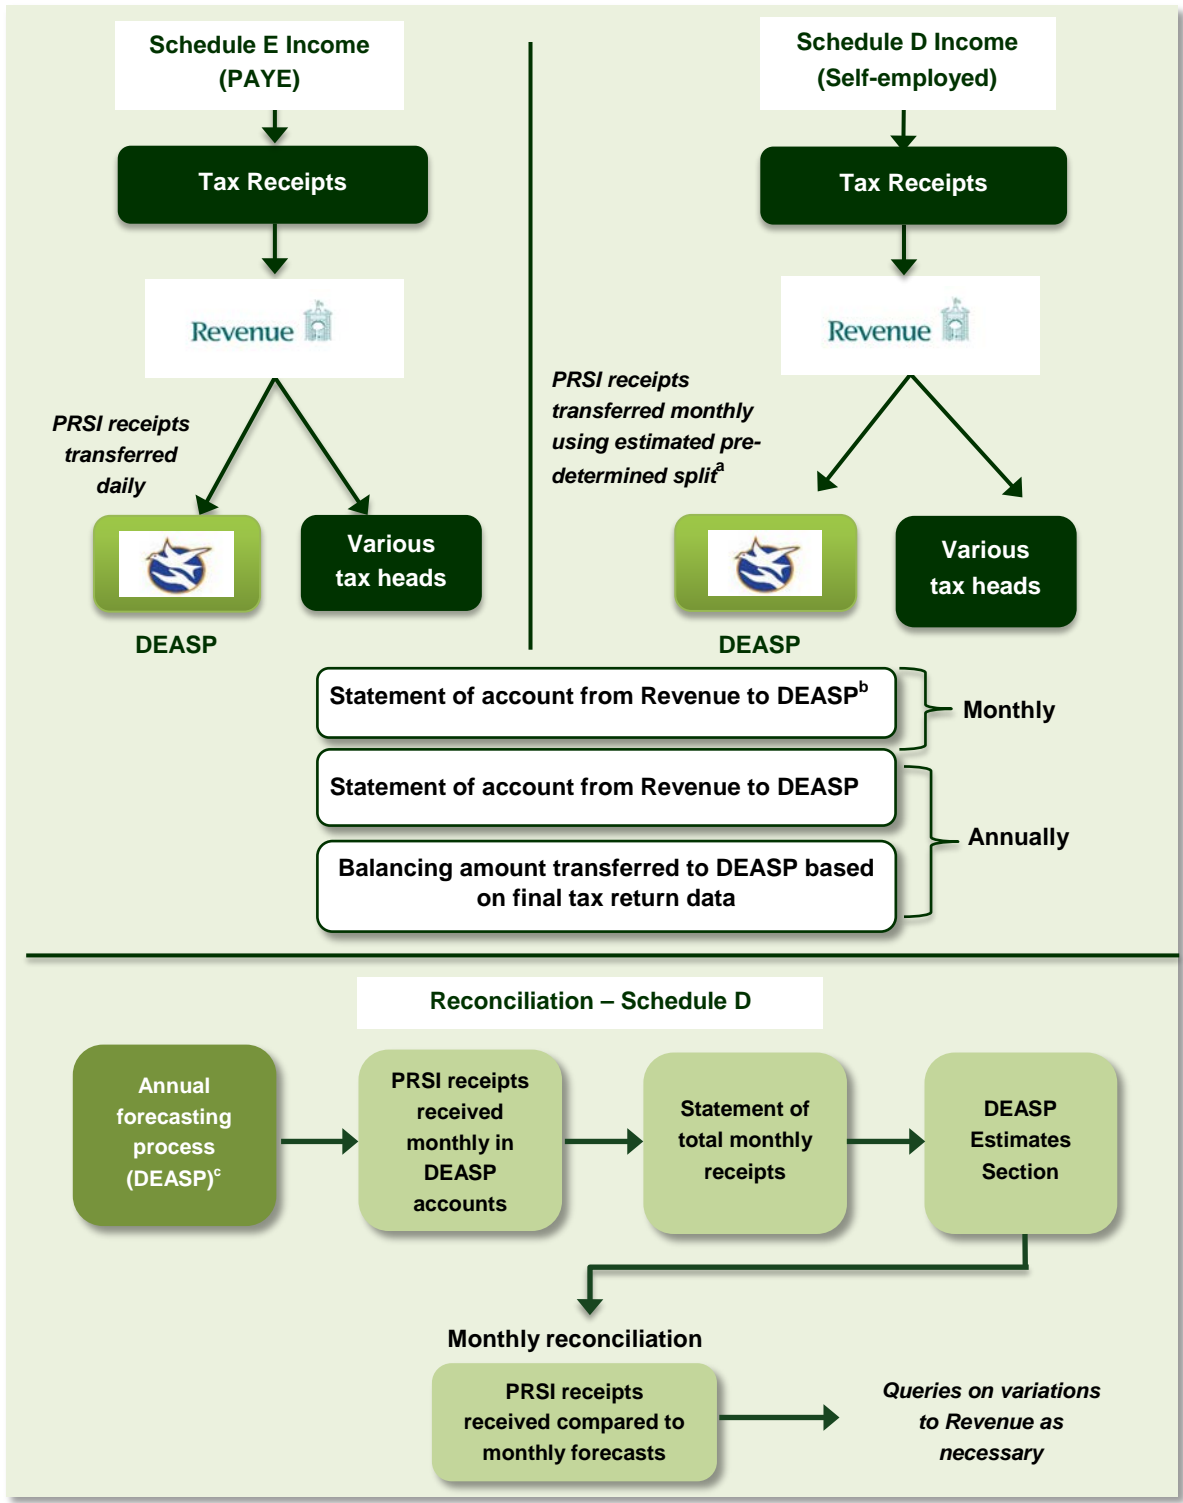 Schedule E Income
(PAYE)
Tax Receipts
Revenue
PRSI receipts
transferred
daily
Various
tax heads
DEASP
Schedule D Income
(Self-employed)
Tax Receipts
Revenue
PRSI receipts
transferred monthly
using estimated pre-
determined splitᵃ
Various
tax heads
DEASP
Statement of account from Revenue to DEASPᵇ
Monthly
Statement of account from Revenue to DEASP
Balancing amount transferred to DEASP based
on final tax return data
Annually
Reconciliation – Schedule D
Annual
forecasting
process
(DEASP)ᶜ
PRSI receipts
received
monthly in
DEASP
accounts
Statement of
total monthly
receipts
DEASP
Estimates
Section
Monthly reconciliation
PRSI receipts
received compared to
monthly forecasts
Queries on variations
to Revenue as
necessary